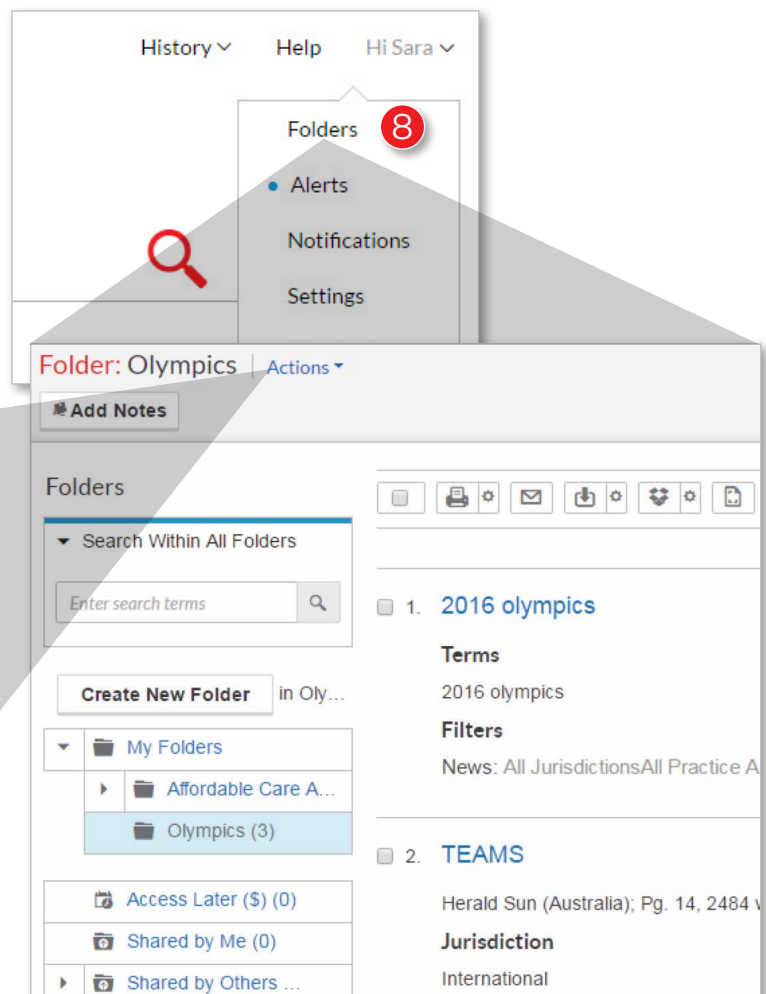 History Help Hi Sara
Folders 8
Alerts
Notifications
Settings
Folder: Olympics | Actions
Add Notes
Folders
Search Within All Folders
Enter search terms
Create New Folder in Oly...
My Folders
Affordable Care A...
Olympics (3)
Access Later ($) (0)
Shared by Me (0)
Shared by Others ...
1. 2016 olympics
Terms
2016 olympics
Filters
News: All JurisdictionsAll Practice A
2. TEAMS
Herald Sun (Australia); Pg. 14, 2484
Jurisdiction
International